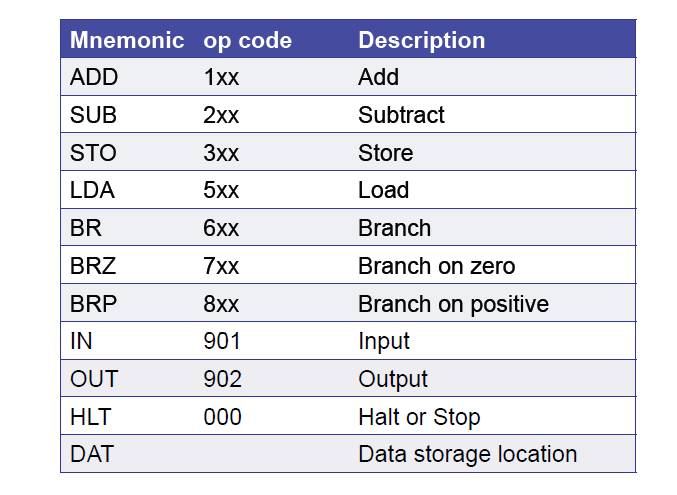 Mnemonic op code Description
ADD 1xx Add
SUB 2xx Subtract
STO 3xx Store
LDA 5xx Load
BR 6xx Branch
BRZ 7xx Branch on zero
BRP 8xx Branch on positive
IN 901 Input
OUT 902 Output
HLT 000 Halt or Stop
DAT Data storage location